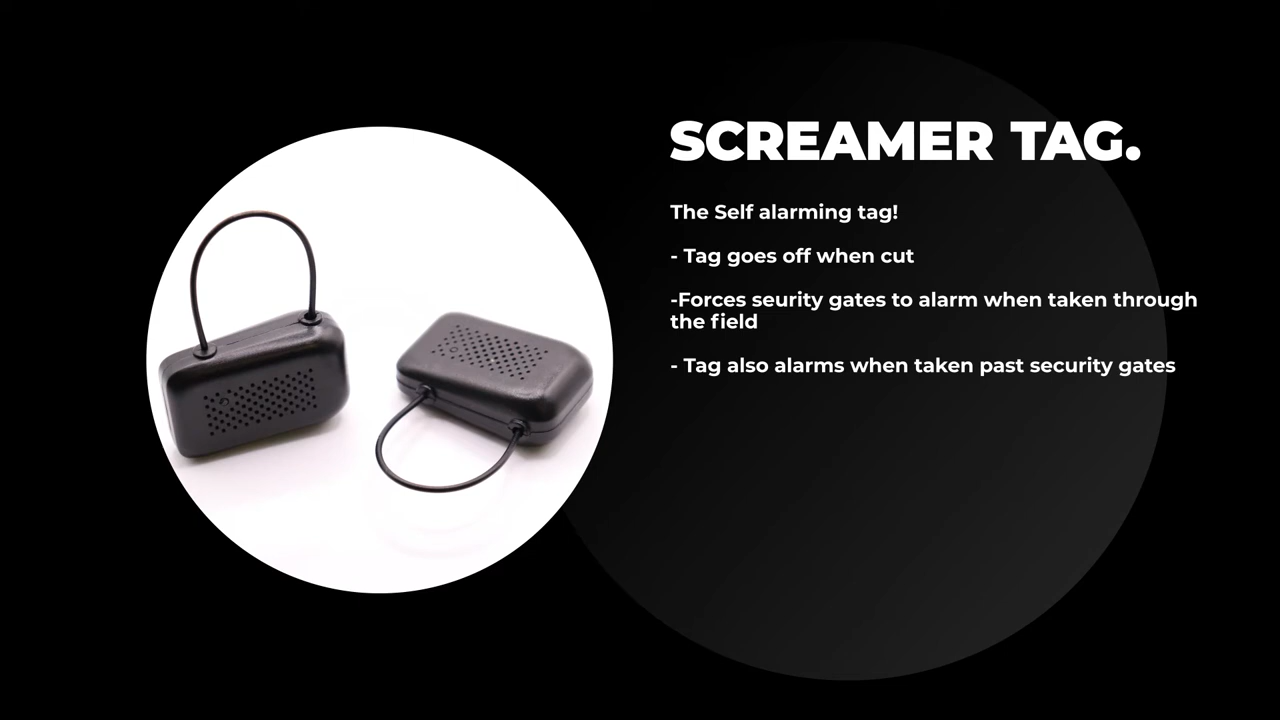 SCREAMER TAG.
The Self alarming tag!
- Tag goes off when cut
-Forces seurity gates to alarm when taken through
the field
- Tag also alarms when taken past security gates